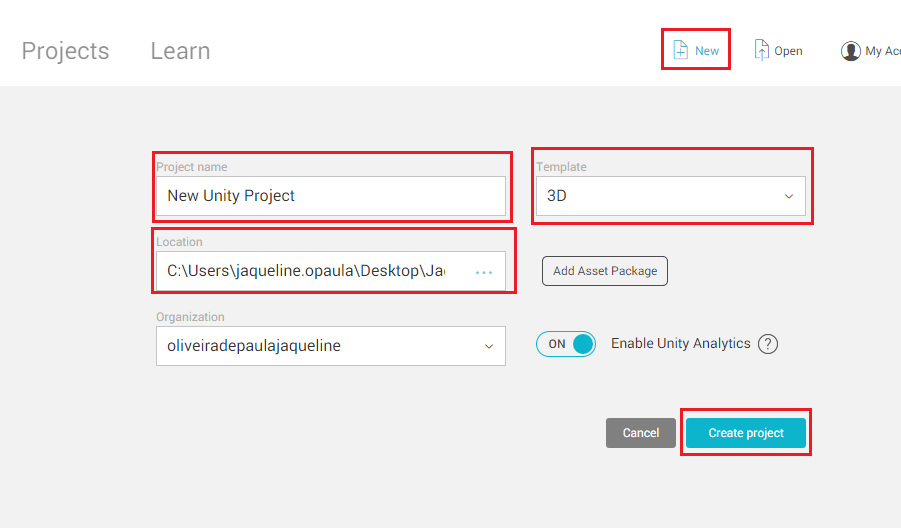 Projects Learn New Open My Acc
Project name Template
New Unity Project 3D
Location
C:\Users\jaqueline.opaula\Desktop\Ja ... Add Asset Package
Organization
oliveiradepaulajaqueline ON Enable Unity Analytics ?
Cancel Create project